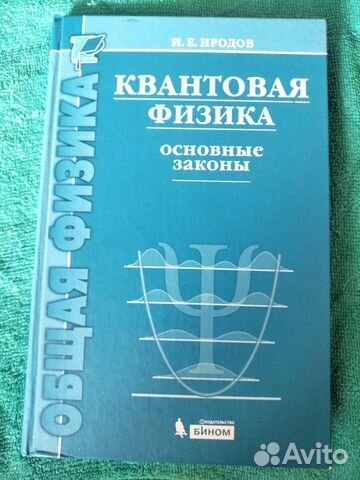 И. Е. ИРОДОВ
КВАНТОВАЯ
ФИЗИКА
ОСНОВНЫЕ
ЗАКОНЫ
ОБЩАЯ ФИЗИКА
Ψ
ИЗДАТЕЛЬСТВО
БИНОМ
Avito